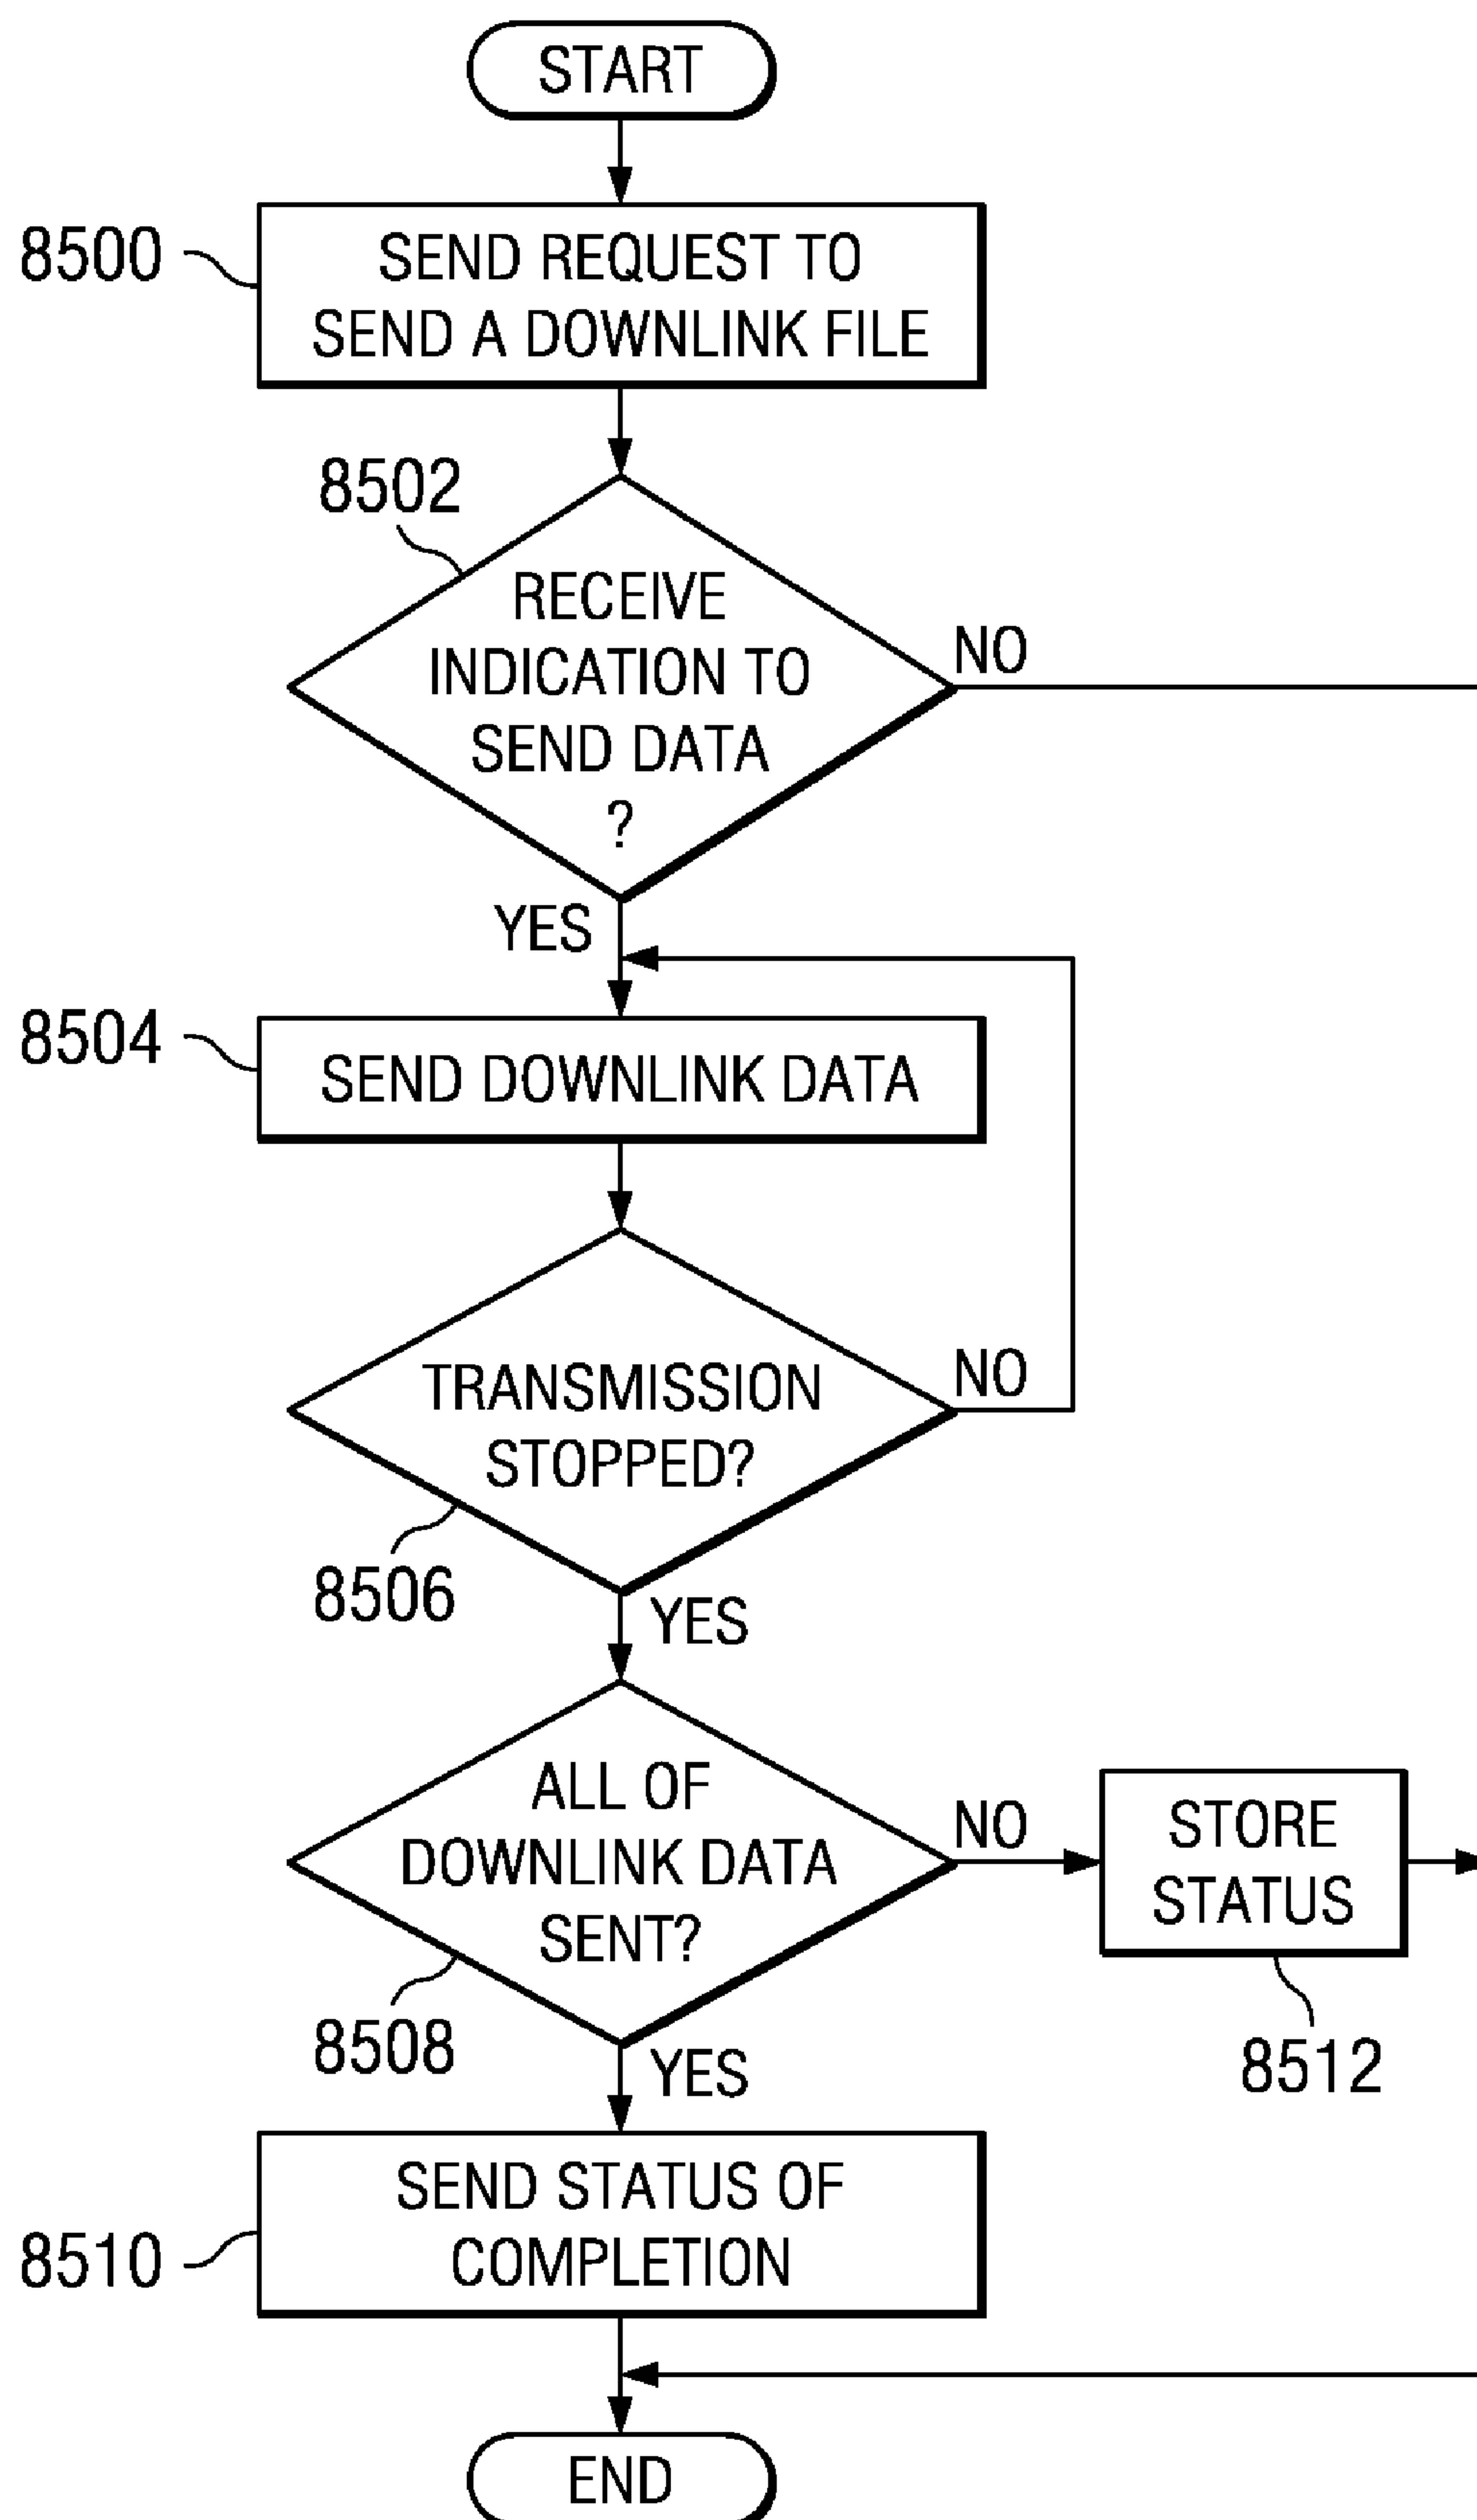 START
8500
SEND REQUEST TO
SEND A DOWNLINK FILE
8502
RECEIVE
INDICATION TO
SEND DATA
?
NO
YES
8504
SEND DOWNLINK DATA
TRANSMISSION
STOPPED?
NO
8506
YES
ALL OF
DOWNLINK DATA
SENT?
NO
STORE
STATUS
8508
YES
8512
SEND STATUS OF
COMPLETION
8510
END